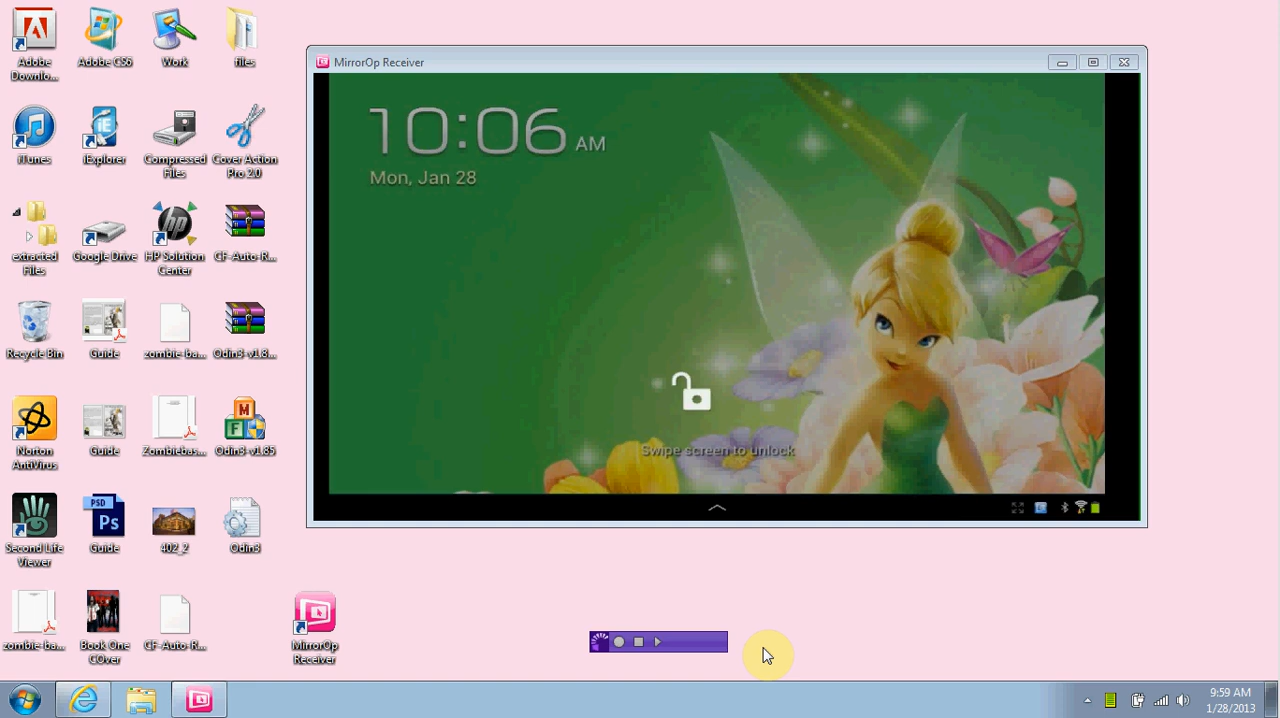 Adobe Downlo...
Adobe CS6
Work
files
iTunes
iExplorer
Compressed Files
Cover Action Pro 2.0
extracted Files
Google Drive
HP Solution Center
CF-Auto-R...
Recycle Bin
Guide
zombie-ba...
Odin3-v1.8...
Norton AntiVirus
Guide
Zombiebas...
Odin3-v1.85
Second Life Viewer
PSD
Ps
Guide
402_2
Odin3
zombie-ba...
Book One COver
CF-Auto-R...
MirrorOp Receiver
MirrorOp Receiver
10:06 AM
Mon, Jan 28
Swipe screen to unlock
9:59 AM
1/28/2013